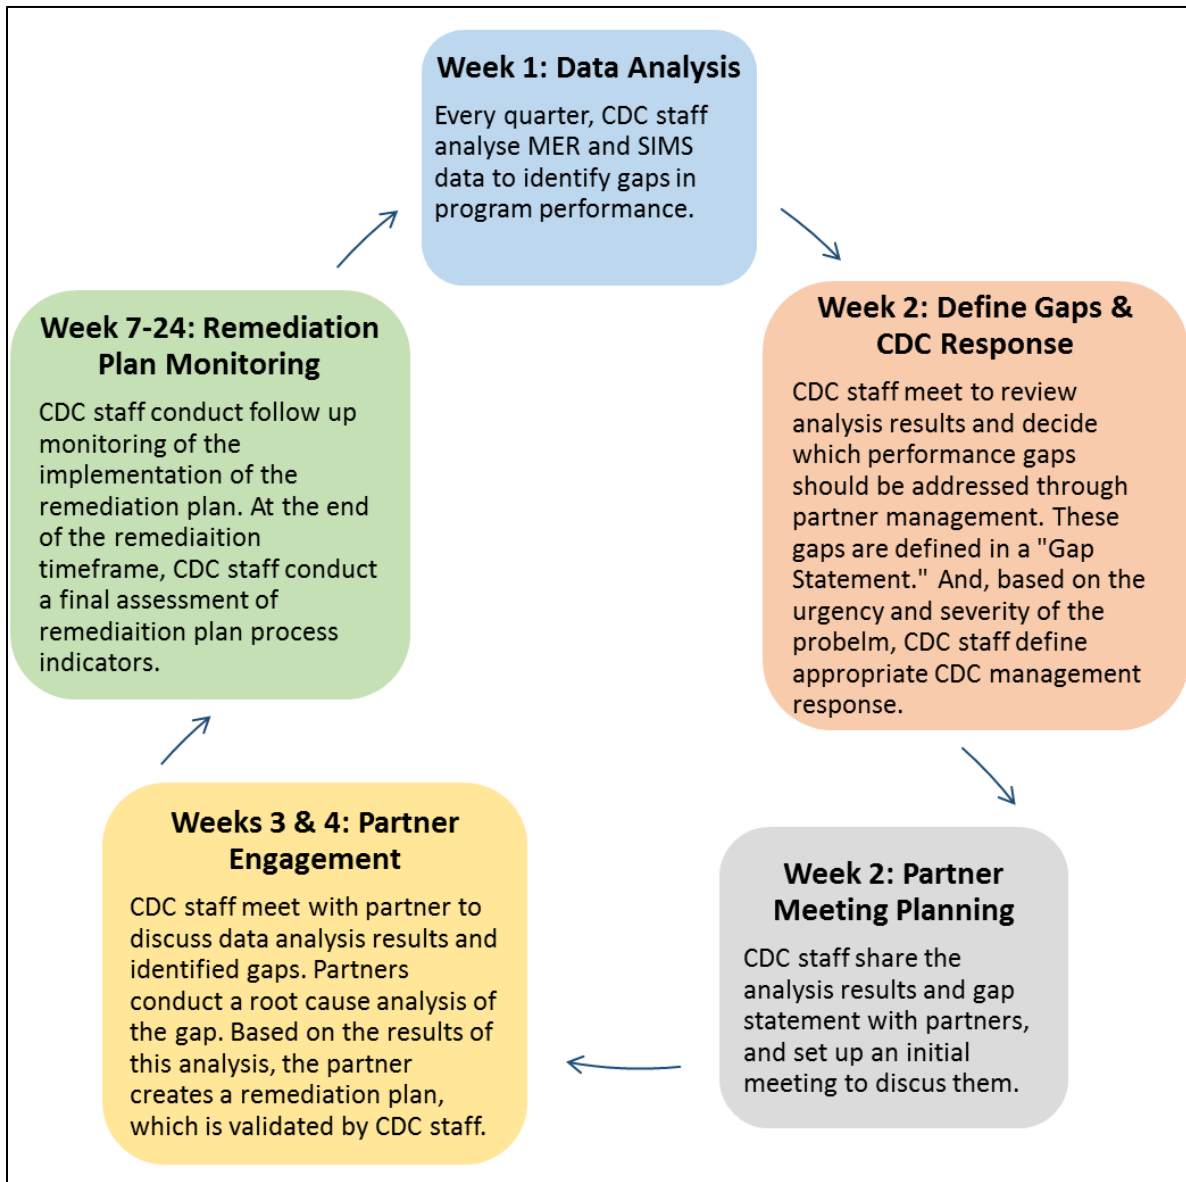 Week 1: Data Analysis
Every quarter, CDC staff
analyse MER and SIMS
data to identify gaps in
program performance.
Week 2: Define Gaps &
CDC Response
CDC staff meet to review
analysis results and decide
which performance gaps
should be addressed through
partner management. These
gaps are defined in a "Gap
Statement." And, based on the
urgency and severity of the
probelm, CDC staff define
appropriate CDC management
response.
Week 2: Partner
Meeting Planning
CDC staff share the
analysis results and gap
statement with partners,
and set up an initial
meeting to discus them.
Weeks 3 & 4: Partner
Engagement
CDC staff meet with partner to
discuss data analysis results and
identified gaps. Partners
conduct a root cause analysis of
the gap. Based on the results of
this analysis, the partner
creates a remediation plan,
which is validated by CDC staff.
Week 7-24: Remediation
Plan Monitoring
CDC staff conduct follow up
monitoring of the
implementation of the
remediation plan. At the end
of the remediaition
timeframe, CDC staff conduct
a final assessment of
remediaition plan process
indicators.